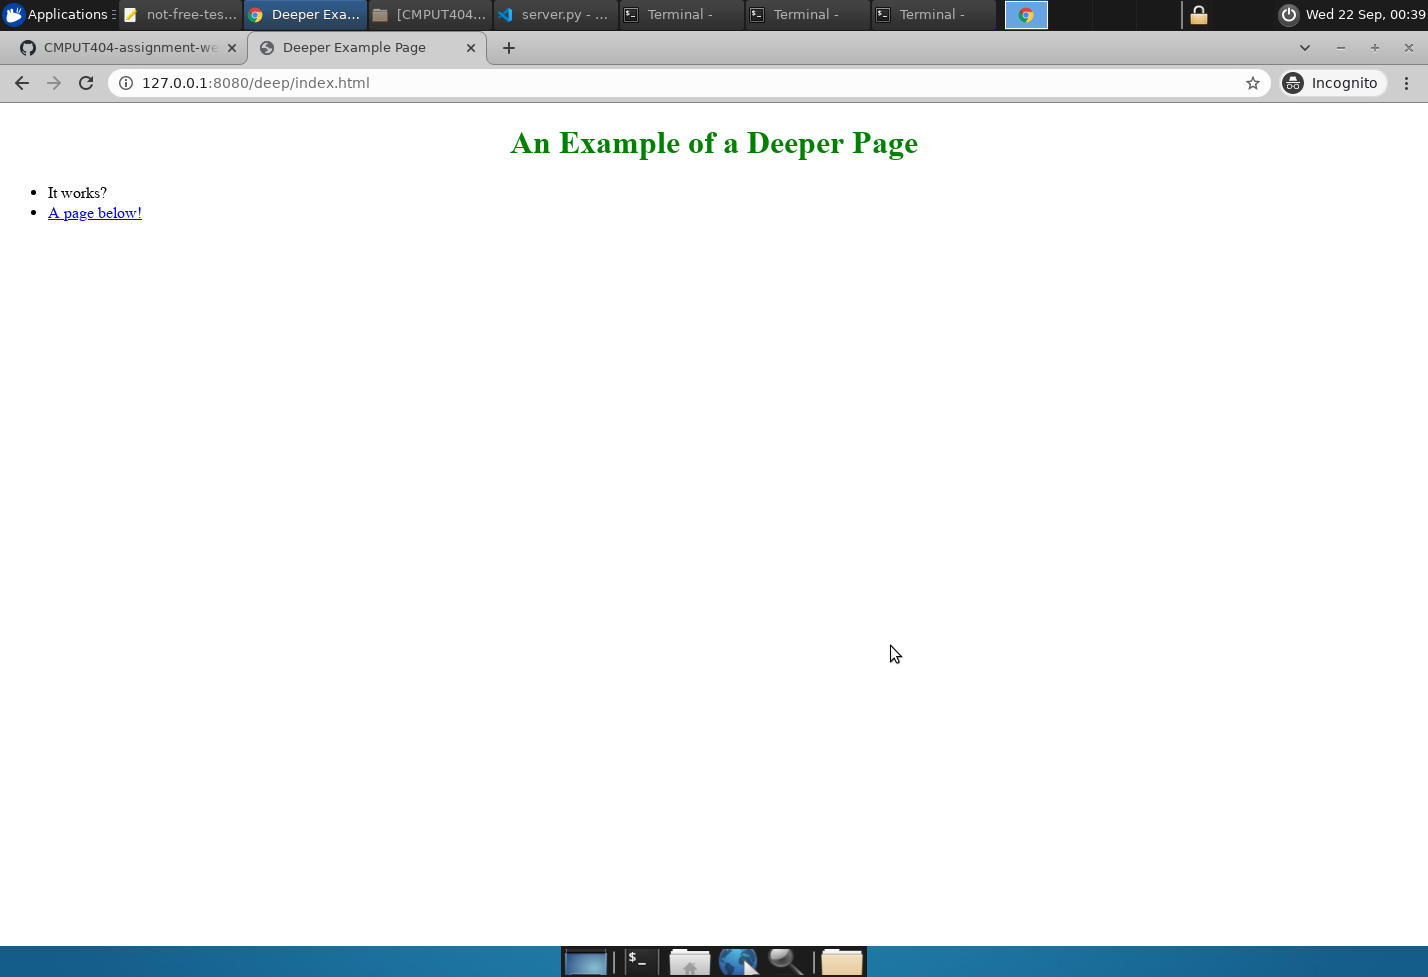 Applications
not-free-tes...
Deeper Exa...
[CMPUT404...
server.py - ...
Terminal -
Terminal -
Terminal -
Wed 22 Sep, 00:39
CMPUT404-assignment-we
Deeper Example Page
127.0.0.1:8080/deep/index.html
Incognito
An Example of a Deeper Page
• It works?
• A page below!
$_